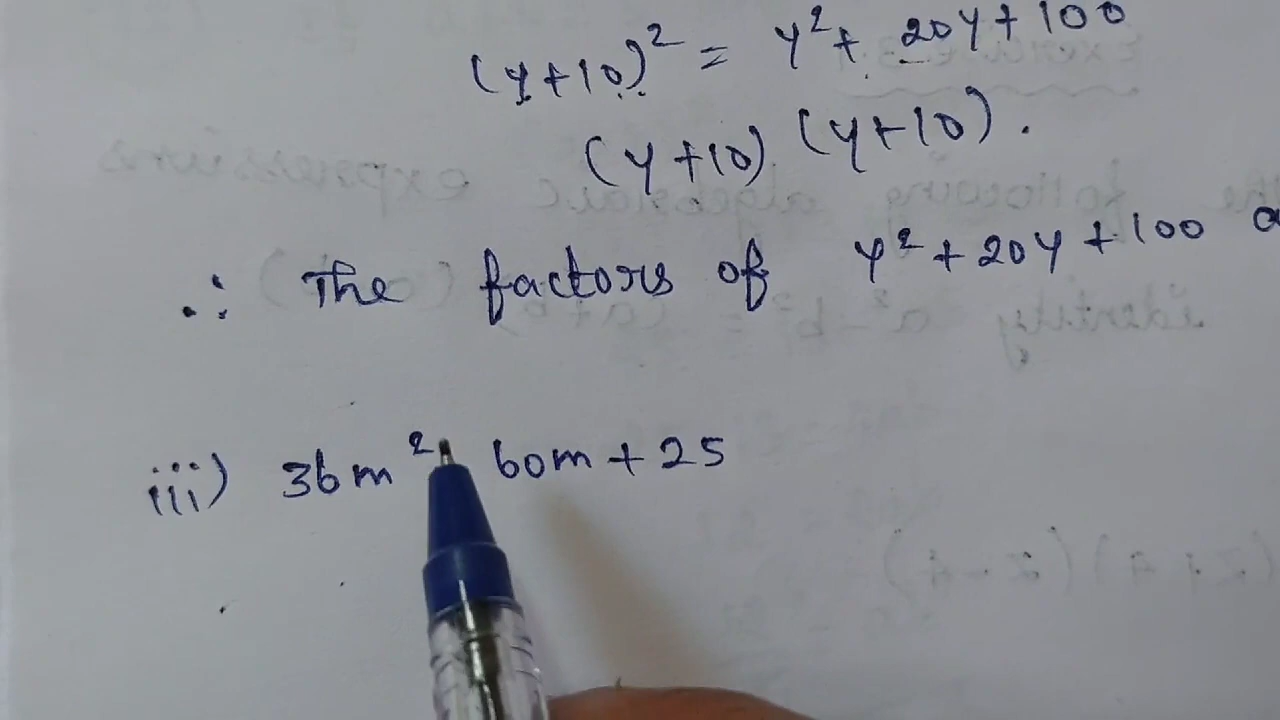 (y+10)² = y² + 20y + 100
(y+10) (y+10).
∴ The factors of y² + 20y + 100
iii) 36m² 60m + 25